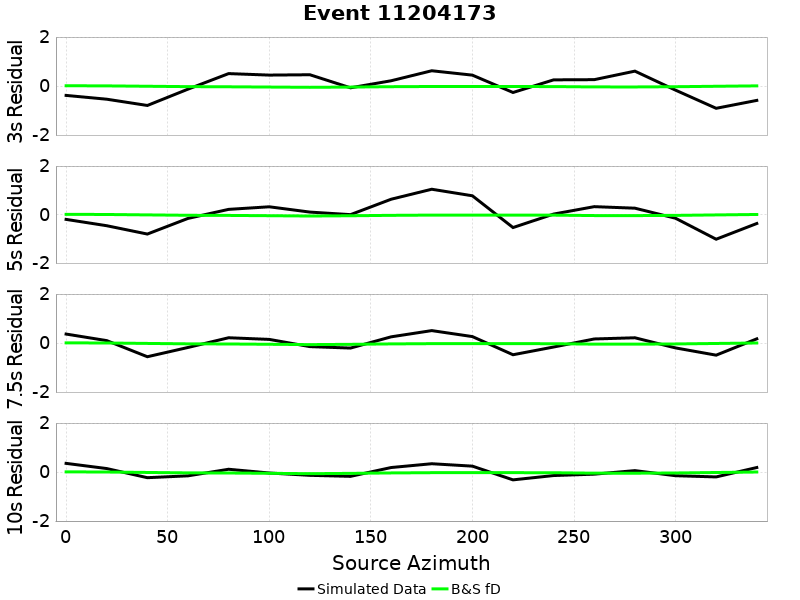 Event 11204173
3s Residual
2
0
-2
5s Residual
2
0
-2
7.5s Residual
2
0
-2
10s Residual
2
0
-2
0 50 100 150 200 250 300
Source Azimuth
Simulated Data B&S fD